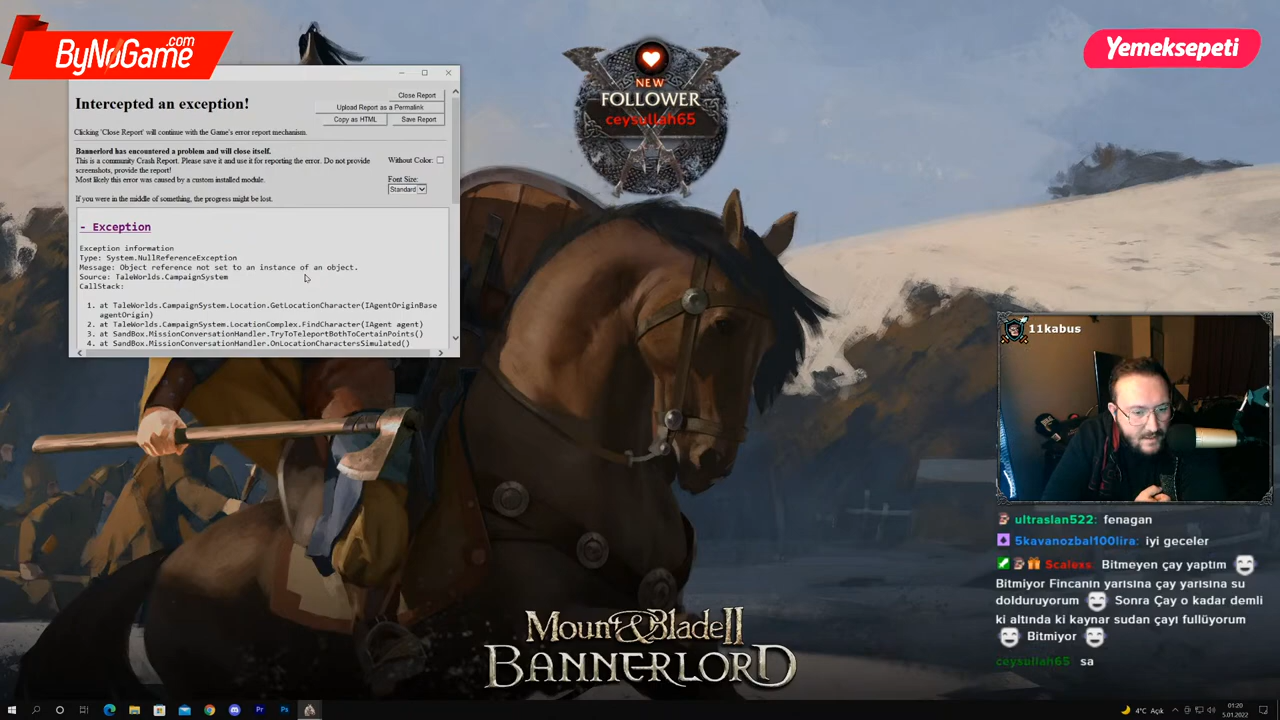 ByNoGame.com
Yemeksepeti
NEW
FOLLOWER
ceysullah65
Intercepted an exception!
Close Report
Upload Report as a Permalink
Copy as HTML
Save Report
Clicking 'Close Report' will continue with the Game's error report mechanism.
Bannerlord has encountered a problem and will close itself.
This is a community Crash Report. Please save it and use it for reporting the error. Do not provide
screenshots, provide the report!
Most likely this error was caused by a custom installed module.
Without Color:
Font Size:
Standard
If you were in the middle of something, the progress might be lost.
- Exception
Exception information
Type: System.NullReferenceException
Message: Object reference not set to an instance of an object.
Source: TaleWorlds.CampaignSystem
CallStack:
1. at TaleWorlds.CampaignSystem.Location.GetLocationCharacter(IAgentOriginBase
agentOrigin)
2. at TaleWorlds.CampaignSystem.LocationComplex.FindCharacter(IAgent agent)
3. at SandBox.MissionConversationHandler.TryToTeleportBothToCertainPoints()
4. at SandBox.MissionConversationHandler.OnLocationCharactersSimulated()
11kabus
ultraslan522: fenagan
5kavanozbal100lira: iyi geceler
Scaless: Bitmeyen çay yaptım
Bitmiyor Fincanın yarısına çay yarısına su
dolduruyorum Sonra Çay o kadar demli
ki altında ki kaynar sudan çayı fullüyorum
Bitmiyor
ceysullah65 sa
Mount & Blade II
BANNERLORD
4°C Açık
01:20
5.01.2022